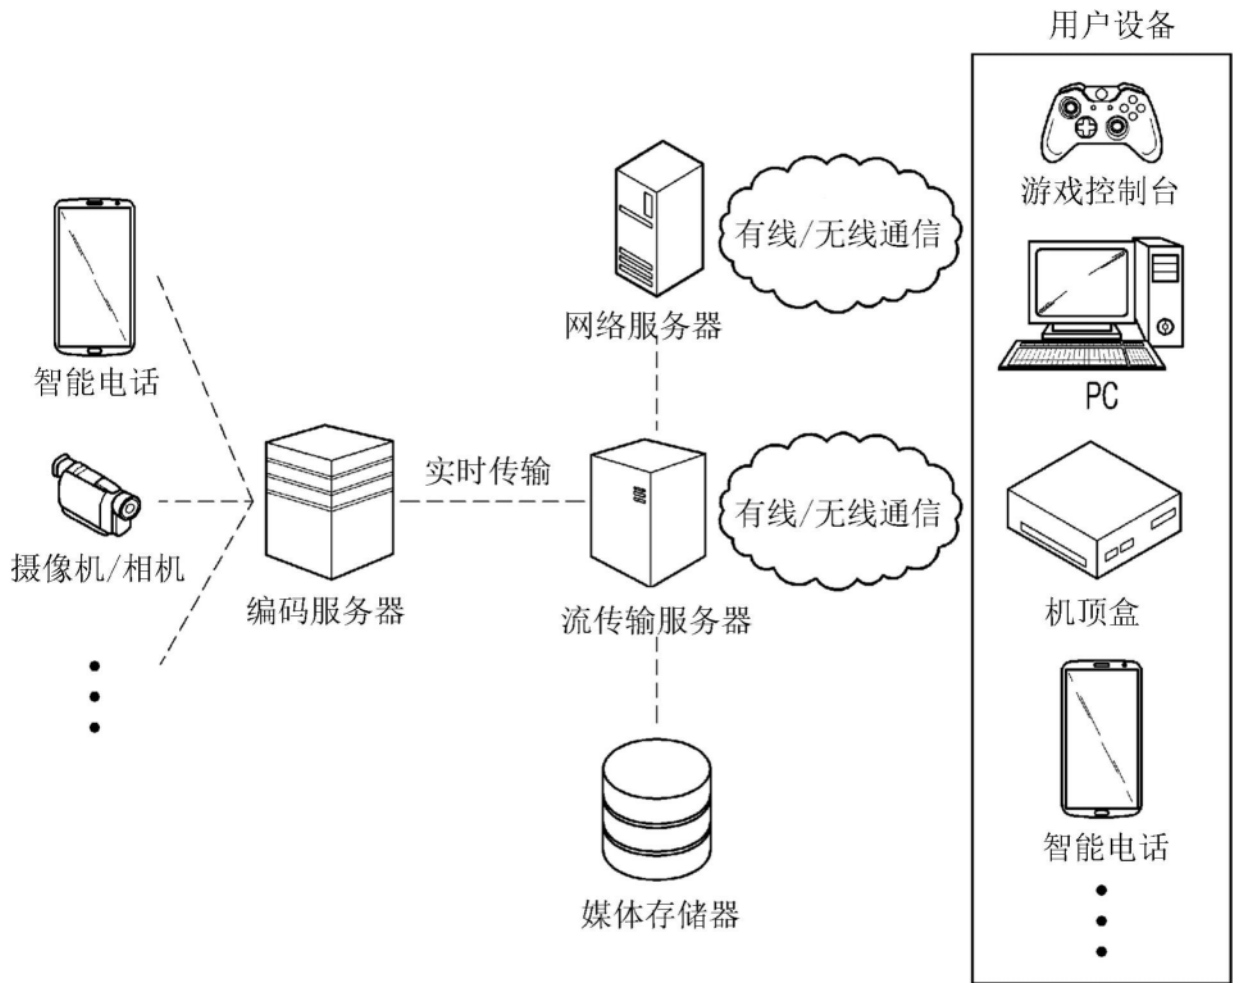 用户设备
游戏控制台
有线/无线通信
网络服务器
智能电话
PC
实时传输
有线/无线通信
摄像机/相机
编码服务器
流传输服务器
机顶盒
智能电话
媒体存储器